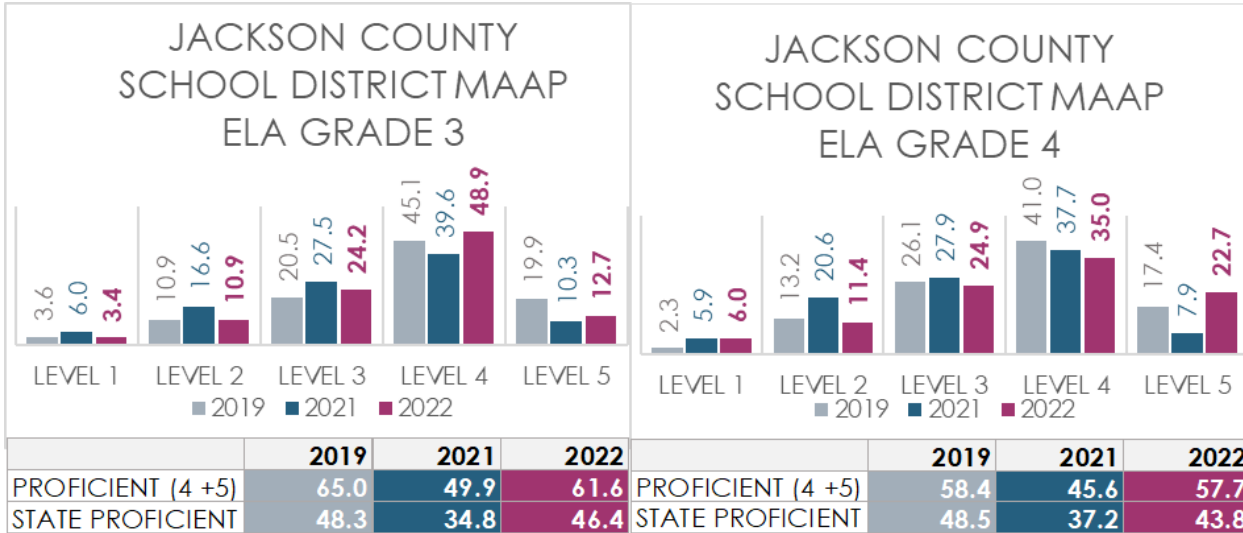 JACKSON COUNTY
SCHOOL DISTRICT MAAP
ELA GRADE 3
3.6 6.0 3.4 10.9 16.6 10.9 20.5 27.5 24.2 45.1 39.6 48.9 19.9 10.3 12.7
LEVEL 1 LEVEL 2 LEVEL 3 LEVEL 4 LEVEL 5
2019 2021 2022
2019 2021 2022
PROFICIENT (4 +5) 65.0 49.9 61.6
STATE PROFICIENT 48.3 34.8 46.4
JACKSON COUNTY
SCHOOL DISTRICT MAAP
ELA GRADE 4
2.3 5.9 6.0 13.2 20.6 11.4 26.1 27.9 24.9 41.0 37.7 35.0 17.4 7.9 22.7
LEVEL 1 LEVEL 2 LEVEL 3 LEVEL 4 LEVEL 5
2019 2021 2022
2019 2021 2022
PROFICIENT (4 +5) 58.4 45.6 57.7
STATE PROFICIENT 48.5 37.2 43.8